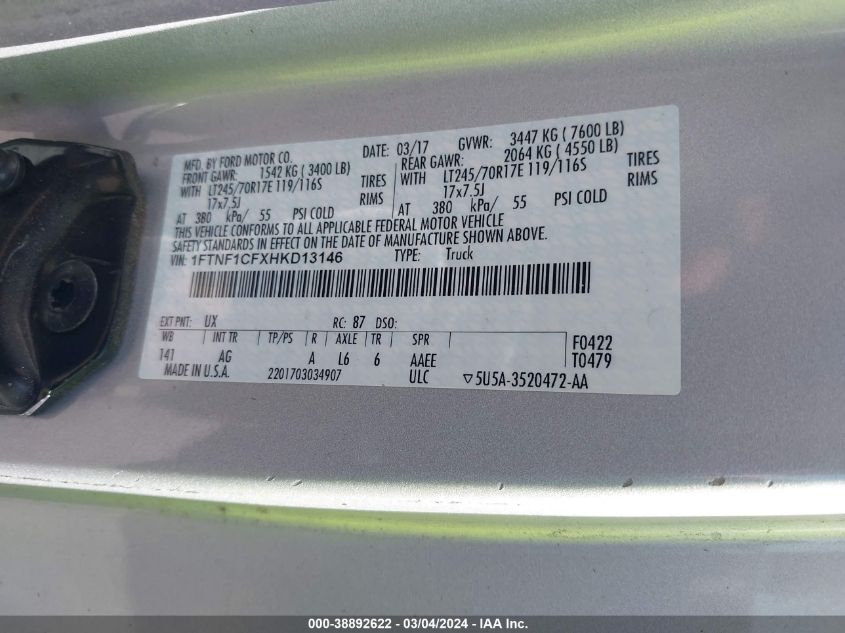 MFD. BY FORD MOTOR CO.
DATE: 03/17 GVWR: 3447 KG ( 7600 LB)
FRONT GAWR: 1542 KG ( 3400 LB) REAR GAWR: 2064 KG ( 4550 LB)
WITH LT245/70R17E 119/116S TIRES WITH LT245/70R17E 119/116S TIRES
17x7.5J RIMS 17x7.5J RIMS
AT 380 kPa/ 55 PSI COLD AT 380 kPa/ 55 PSI COLD
THIS VEHICLE CONFORMS TO ALL APPLICABLE FEDERAL MOTOR VEHICLE
SAFETY STANDARDS IN EFFECT ON THE DATE OF MANUFACTURE SHOWN ABOVE.
VIN: 1FTNF1CFXHKD13146 TYPE: Truck
EXT PNT: UX RC: 87 DSO:
WB INT TR TP/PS R AXLE TR SPR F0422
141 AG A L6 6 AAEE T0479
MADE IN U.S.A. 2201703034907 ULC ▽5U5A-3520472-AA
000-38892622 - 03/04/2024 - IAA Inc.